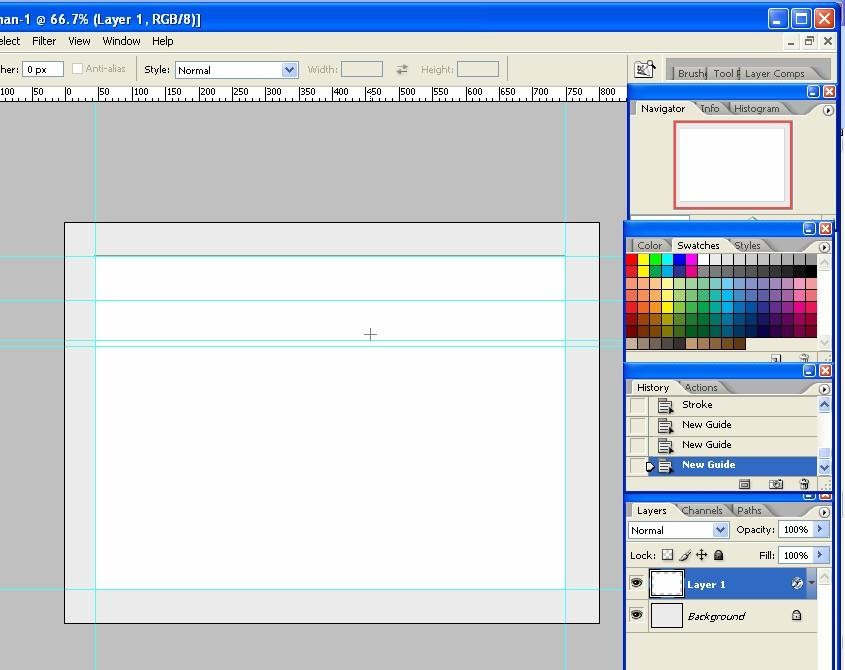 nan-1 @ 66.7% (Layer 1, RGB/8)]
elect Filter View Window Help
her: 0 px Anti-alias Style: Normal Width: Height: Brush Tool P Layer Comps
100 50 0 50 100 150 200 250 300 350 400 450 500 550 600 650 700 750 800
Navigator Info Histogram
Color Swatches Styles
History Actions
Stroke
New Guide
New Guide
New Guide
Layers Channels Paths
Normal Opacity: 100%
Lock: Fill: 100%
Layer 1
Background